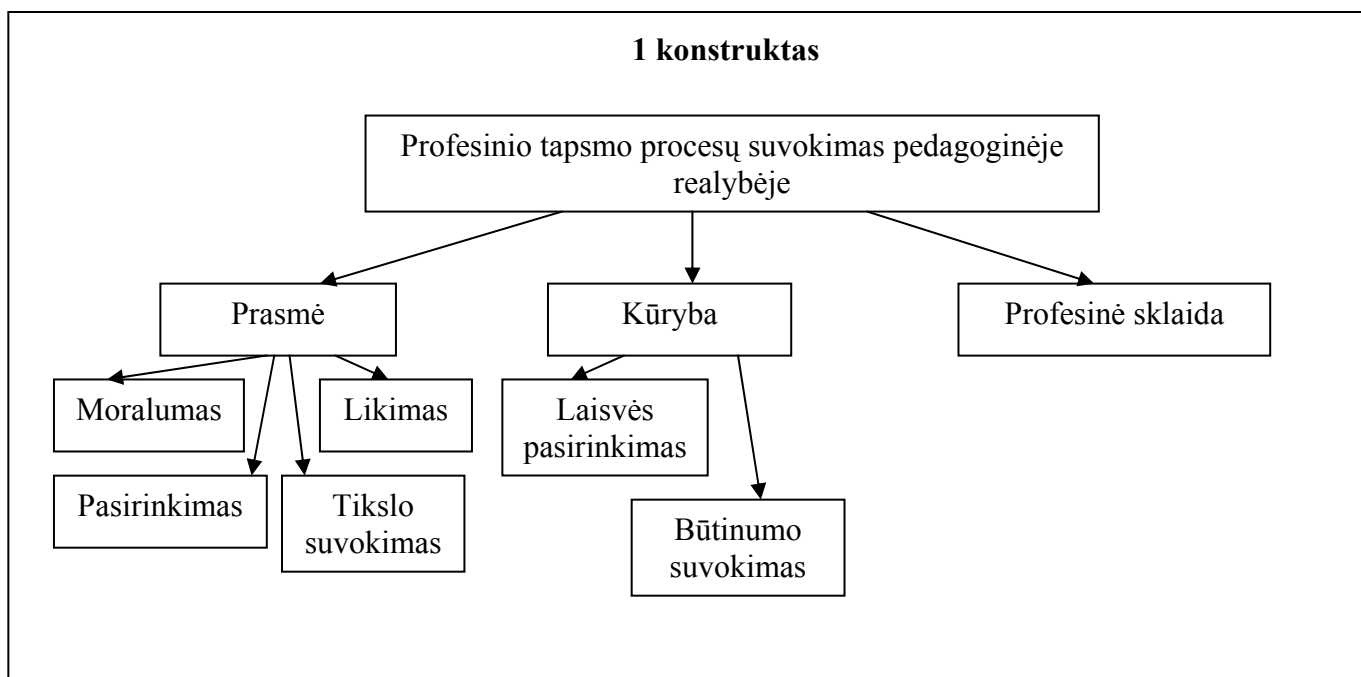 1 konstruktas
Profesinio tapsmo procesų suvokimas pedagoginėje
realybėje
Prasmė
Kūryba
Profesinė sklaida
Moralumas
Likimas
Laisvės
pasirinkimas
Pasirinkimas
Tikslo
suvokimas
Būtinumo
suvokimas